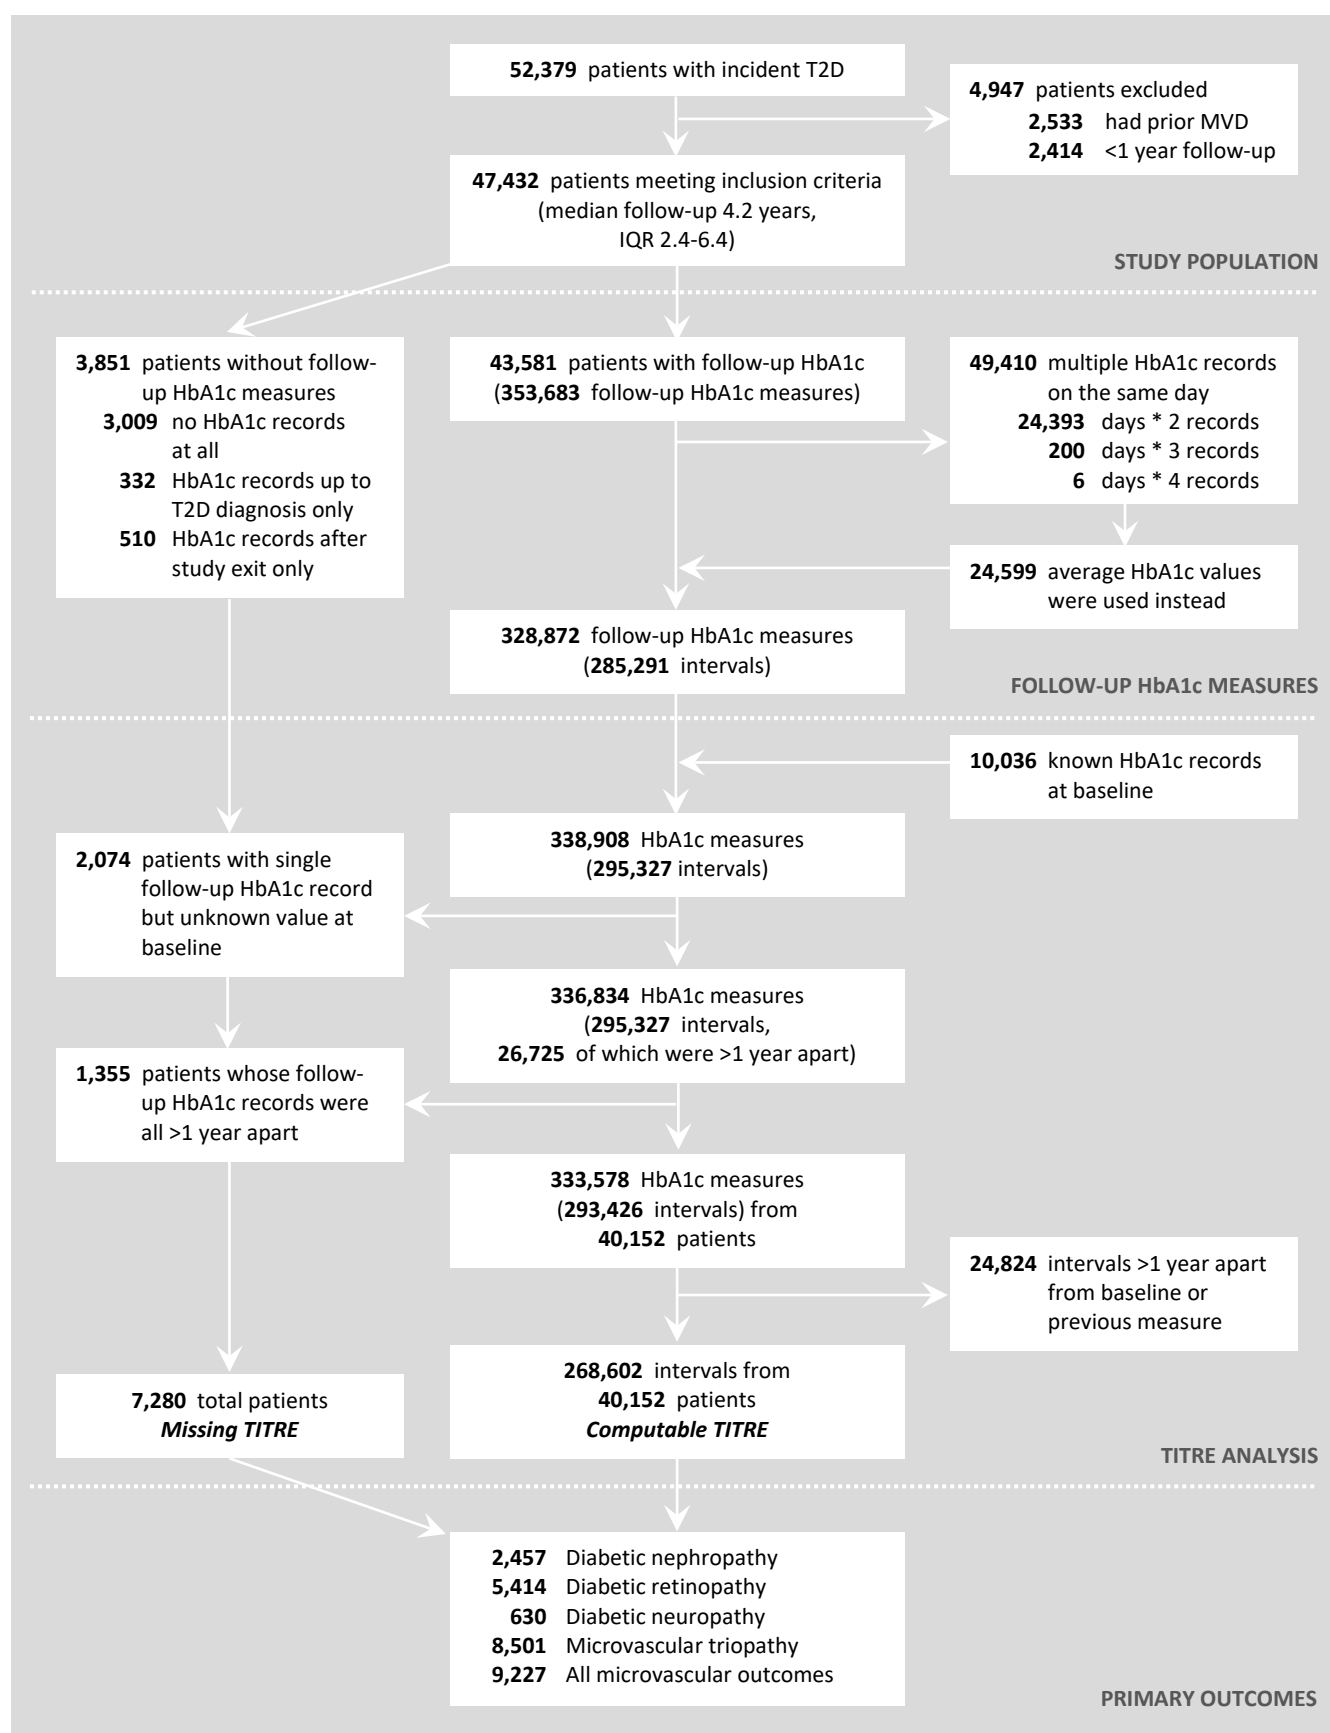 52,379 patients with incident T2D
4,947 patients excluded
2,533 had prior MVD
2,414 <1 year follow-up
47,432 patients meeting inclusion criteria
(median follow-up 4.2 years,
IQR 2.4-6.4)
STUDY POPULATION
3,851 patients without follow-
up HbA1c measures
3,009 no HbA1c records
at all
332 HbA1c records up to
T2D diagnosis only
510 HbA1c records after
study exit only
43,581 patients with follow-up HbA1c
(353,683 follow-up HbA1c measures)
49,410 multiple HbA1c records
on the same day
24,393 days * 2 records
200 days * 3 records
6 days * 4 records
24,599 average HbA1c values
were used instead
328,872 follow-up HbA1c measures
(285,291 intervals)
FOLLOW-UP HbA1c MEASURES
10,036 known HbA1c records
at baseline
338,908 HbA1c measures
(295,327 intervals)
2,074 patients with single
follow-up HbA1c record
but unknown value at
baseline
336,834 HbA1c measures
(295,327 intervals,
26,725 of which were >1 year apart)
1,355 patients whose follow-
up HbA1c records were
all >1 year apart
333,578 HbA1c measures
(293,426 intervals) from
40,152 patients
24,824 intervals >1 year apart
from baseline or
previous measure
7,280 total patients
Missing TITRE
268,602 intervals from
40,152 patients
Computable TITRE
TITRE ANALYSIS
2,457 Diabetic nephropathy
5,414 Diabetic retinopathy
630 Diabetic neuropathy
8,501 Microvascular triopathy
9,227 All microvascular outcomes
PRIMARY OUTCOMES